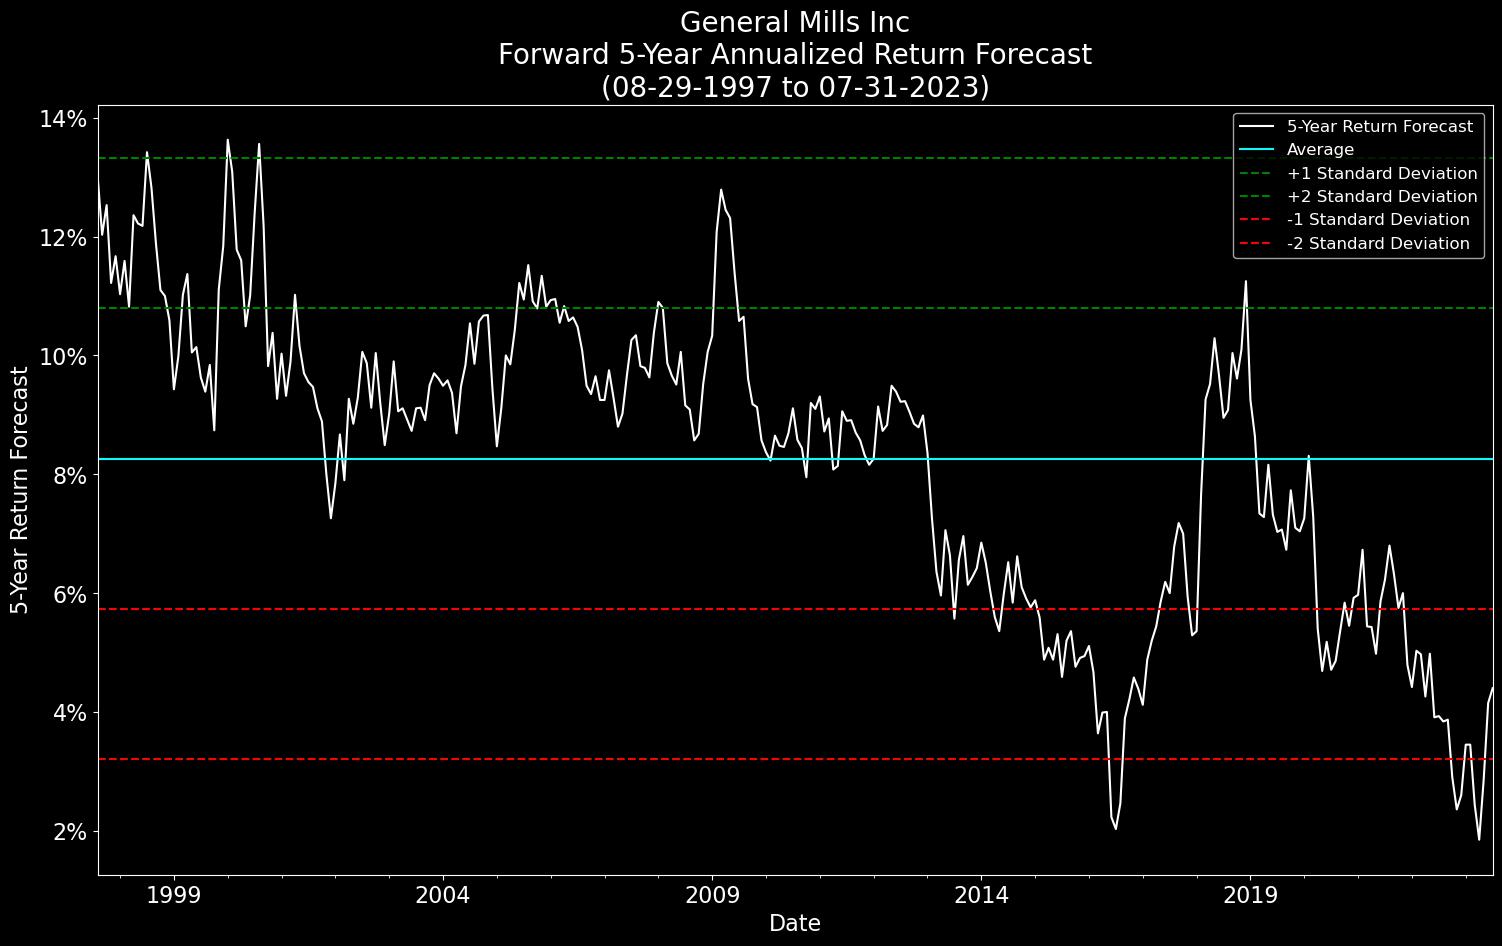 General Mills Inc
Forward 5-Year Annualized Return Forecast
(08-29-1997 to 07-31-2023)
14%
12%
10%
8%
6%
4%
2%
5-Year Return Forecast
5-Year Return Forecast
Average
+1 Standard Deviation
+2 Standard Deviation
-1 Standard Deviation
-2 Standard Deviation
1999 2004 2009 2014 2019
Date